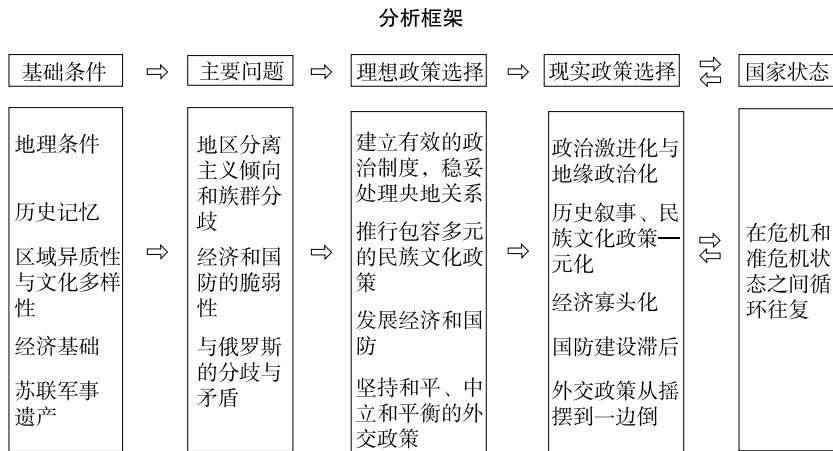 分析框架
基础条件 ⇨ 主要问题 ⇨ 理想政策选择 ⇨ 现实政策选择 ⇨ ⇦ 国家状态
地理条件
历史记忆
区域异质性
与文化多样
性
经济基础
苏联军事
遗产
地区分离
主义倾向
和族群分
歧
经济和国
防的脆弱
性
与俄罗斯
的分歧与
矛盾
建立有效的政
治制度，稳妥
处理央地关系
推行包容多元
的民族文化政
策
发展经济和国
防
坚持和平、中
立和平衡的外
交政策
政治激进化与
地缘政治化
历史叙事、民
族文化政策一
元化
经济寡头化
国防建设滞后
外交政策从摇
摆到一边倒
在危机和
准危机状
态之间循
环往复